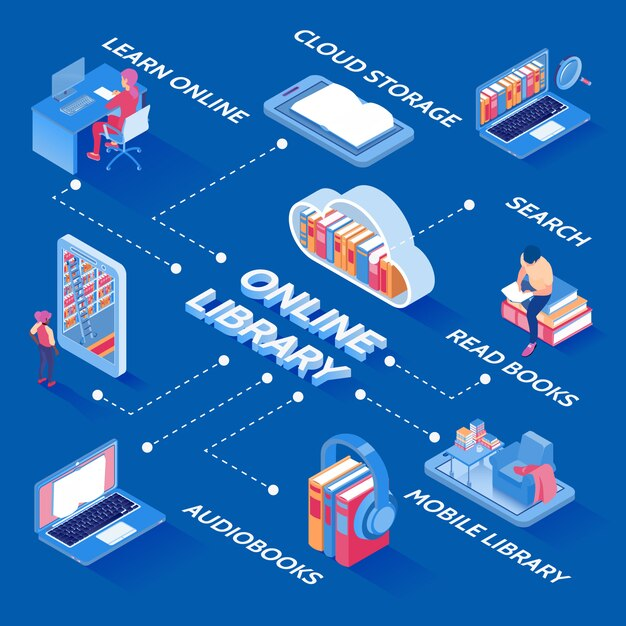 LEARN ONLINE
CLOUD STORAGE
SEARCH
ONLINE
LIBRARY
READ BOOKS
MOBILE LIBRARY
AUDIOBOOKS